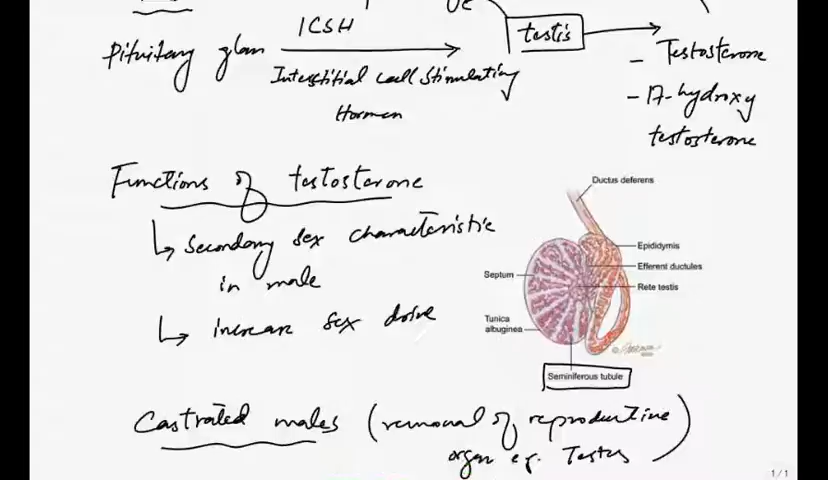 ICSH
Pituitary glan
testis
Interstitial cell stimulating
Hormon
- Testosterone
- 17-hydroxy
testosterone
Functions of testosterone
Secondary sex characteristic
in male
increase sex drive
Ductus deferens
Epididymis
Efferent ductules
Rete testis
Septum
Tunica
albuginea
Seminiferous tubule
Castrated males (removal of reproductive
organ e.g. Testes)
1/1